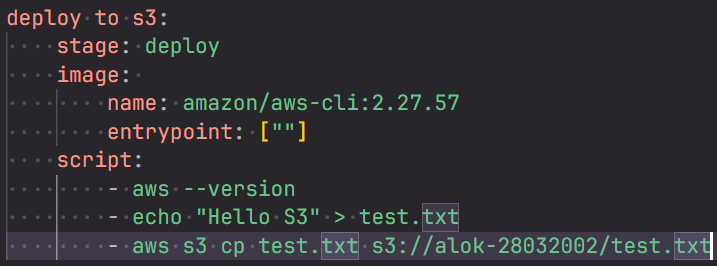 deploy to s3:
    stage: deploy
    image:
        name: amazon/aws-cli:2.27.57
        entrypoint: [""]
    script:
        - aws --version
        - echo "Hello S3" > test.txt
        - aws s3 cp test.txt s3://alok-28032002/test.txt